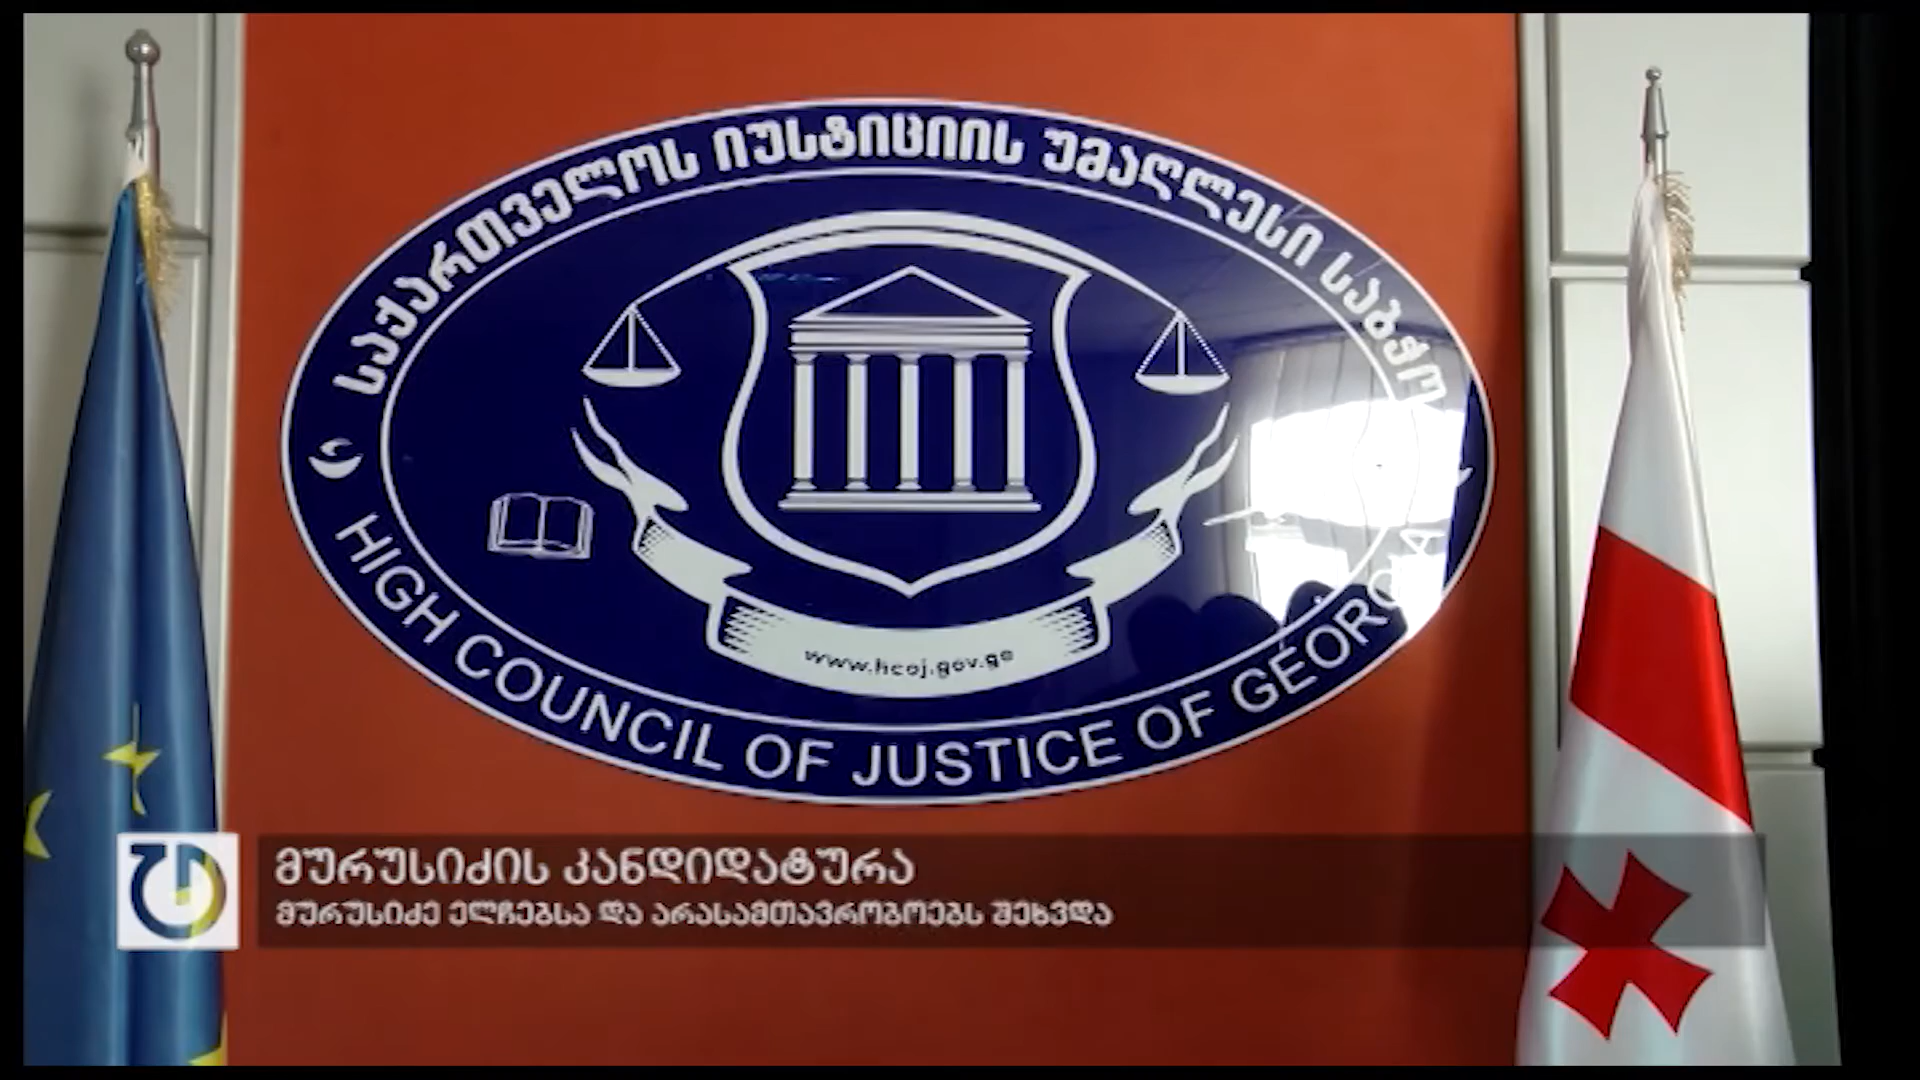 საქართველოს იუსტიციის უმაღლესი საბჭო
www.hcoj.gov.ge
HIGH COUNCIL OF JUSTICE OF GEORGIA
მურუსიძის კანდიდატურა
მურუსიძე ელჩებსა და არასამთავრობოებს შეხვდა